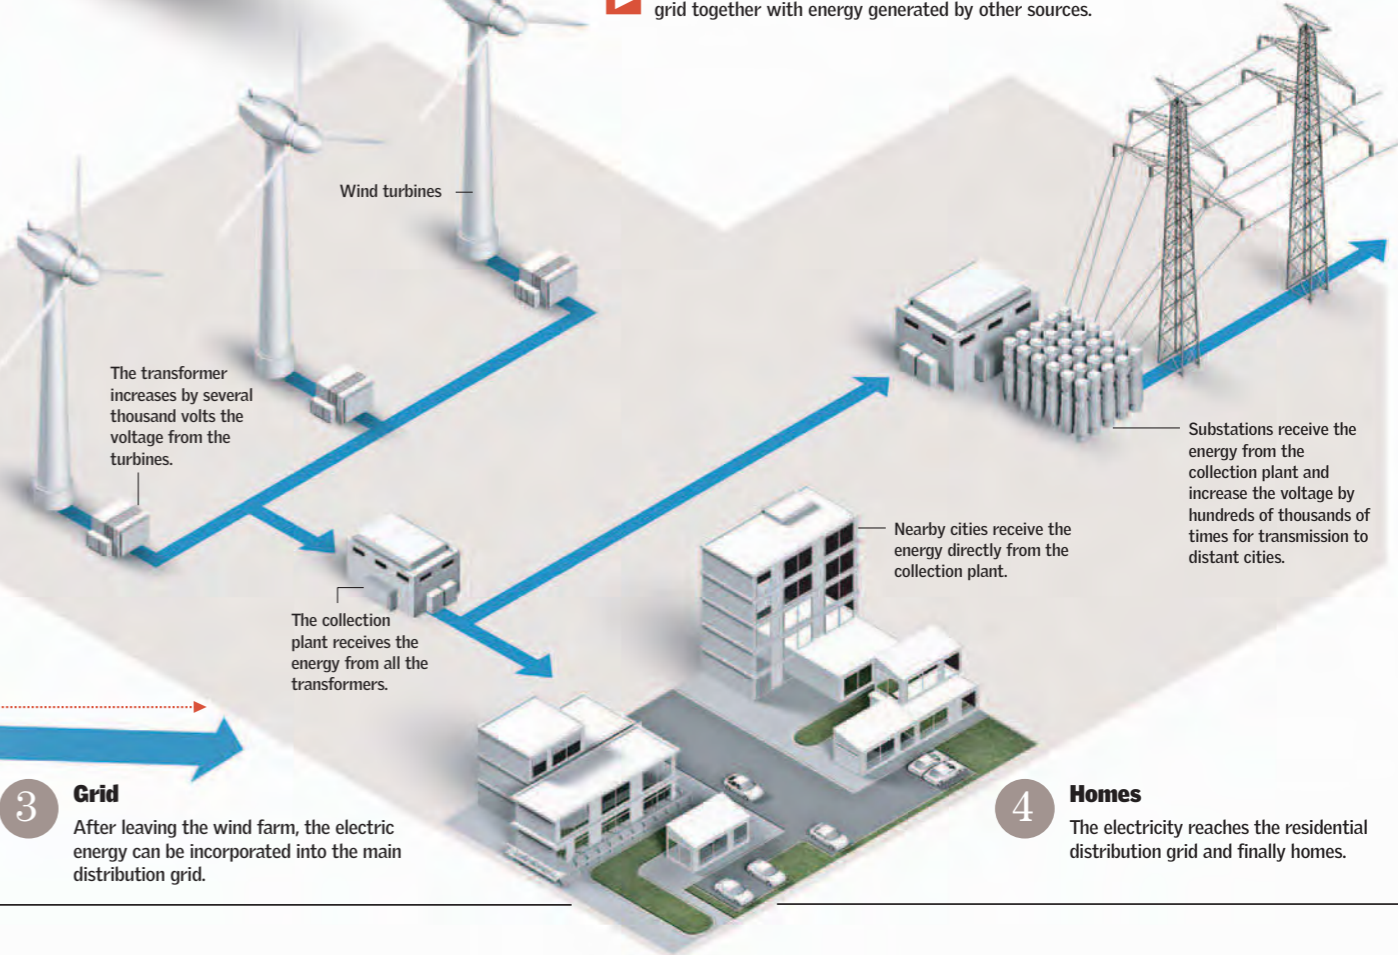 grid together with energy generated by other sources.
Wind turbines
The transformer
increases by several
thousand volts the
voltage from the
turbines.
Substations receive the
energy from the
collection plant and
increase the voltage by
hundreds of thousands of
times for transmission to
distant cities.
Nearby cities receive the
energy directly from the
collection plant.
The collection
plant receives the
energy from all the
transformers.
3
Grid
After leaving the wind farm, the electric
energy can be incorporated into the main
distribution grid.
4
Homes
The electricity reaches the residential
distribution grid and finally homes.